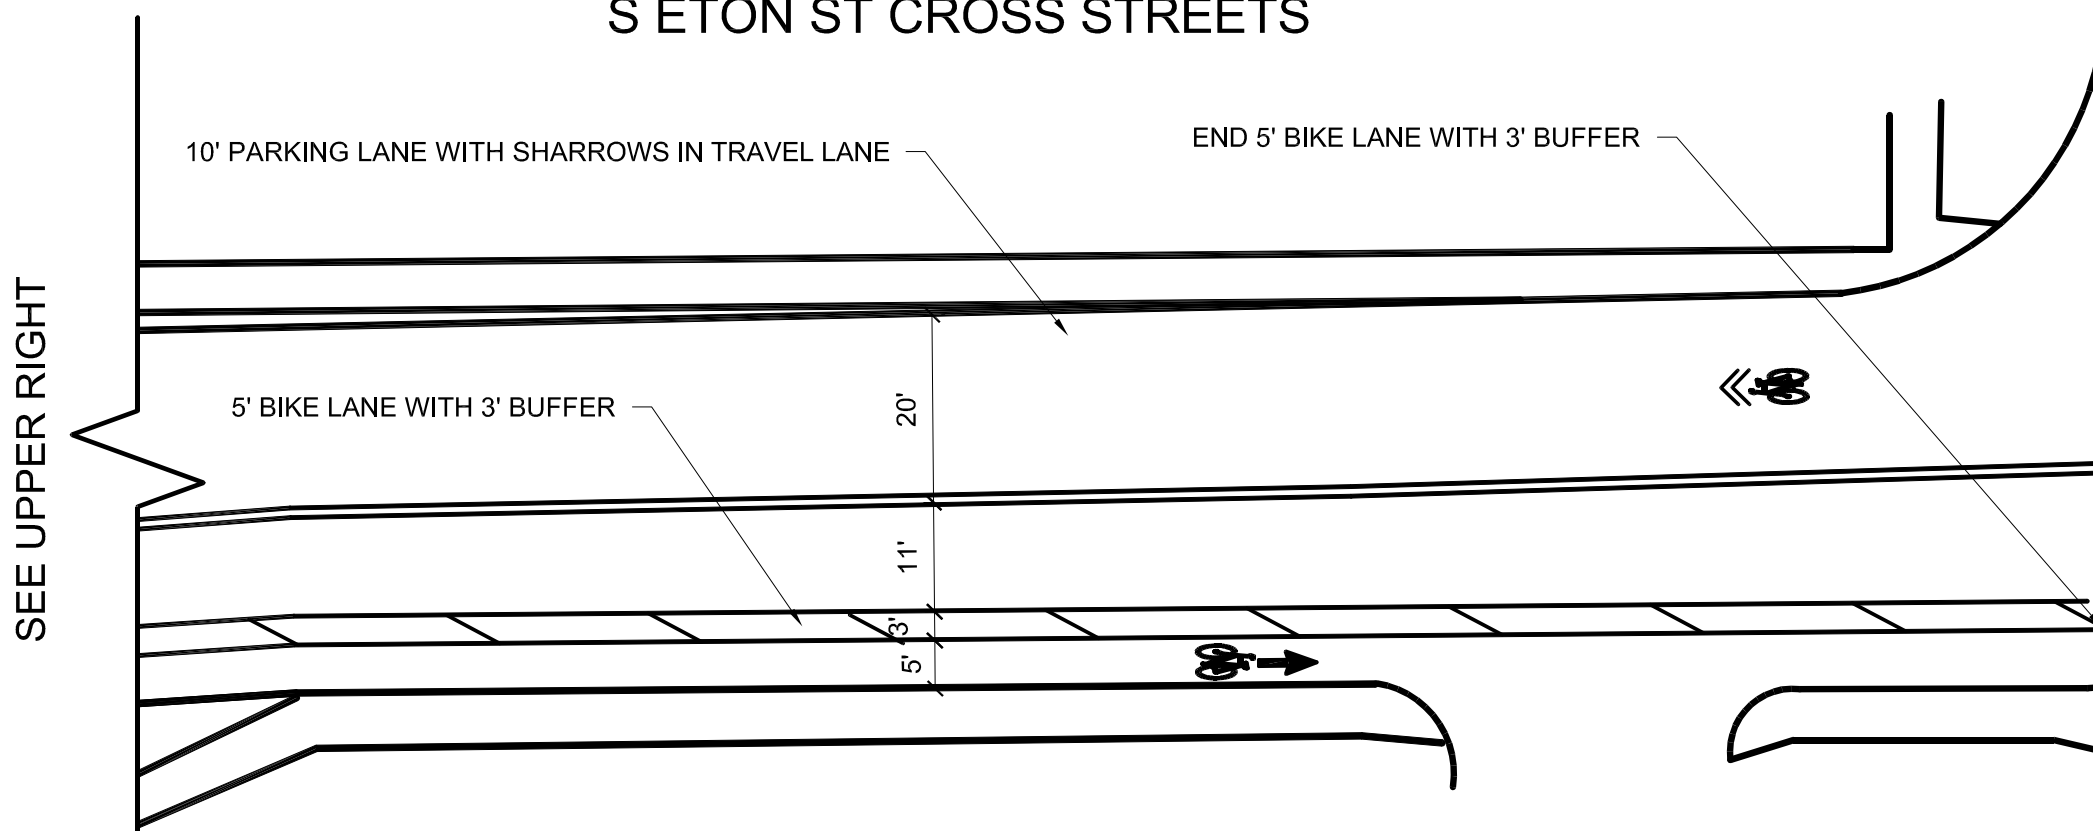 S ETON ST CROSS STREETS
10' PARKING LANE WITH SHARROWS IN TRAVEL LANE
END 5' BIKE LANE WITH 3' BUFFER
SEE UPPER RIGHT
5' BIKE LANE WITH 3' BUFFER
20'
11'
3'
5'